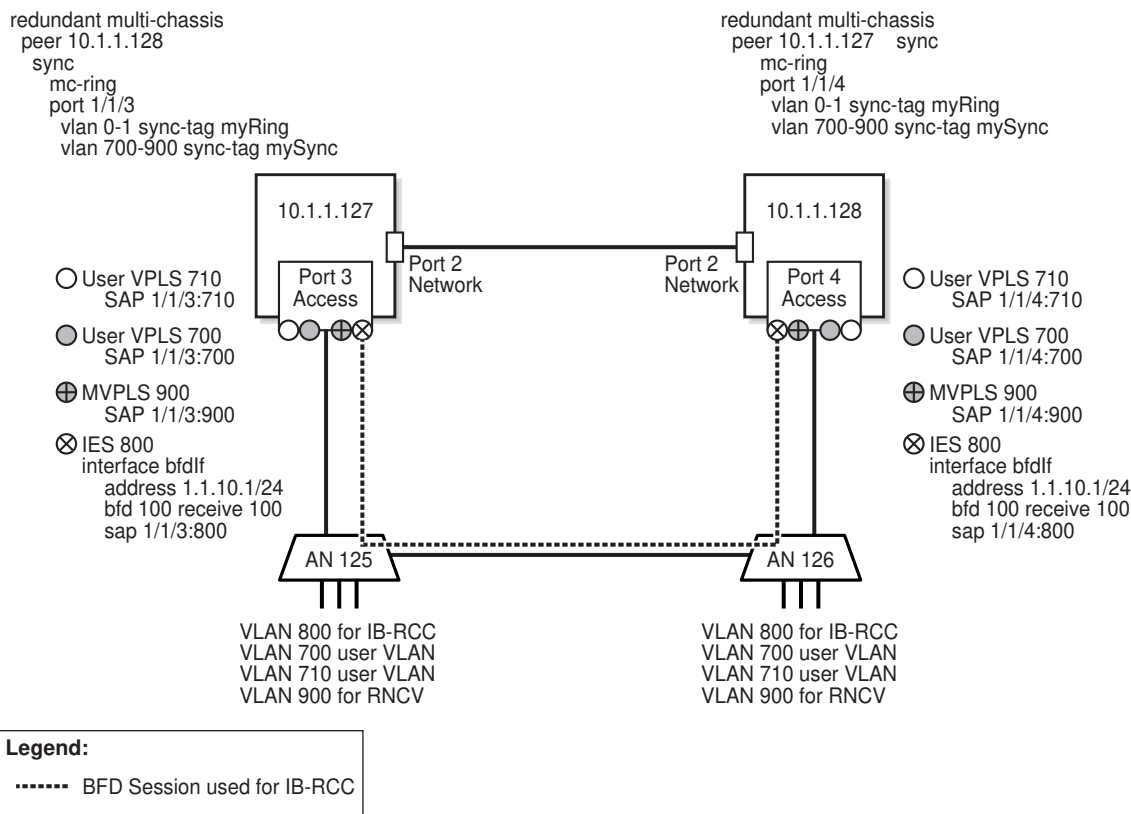 redundant multi-chassis
peer 10.1.1.128
sync
mc-ring
port 1/1/3
vlan 0-1 sync-tag myRing
vlan 700-900 sync-tag mySync
redundant multi-chassis
peer 10.1.1.127 sync
mc-ring
port 1/1/4
vlan 0-1 sync-tag myRing
vlan 700-900 sync-tag mySync
10.1.1.127
Port 3
Access
Port 2
Network
10.1.1.128
Port 4
Access
Port 2
Network
User VPLS 710
SAP 1/1/3:710
User VPLS 700
SAP 1/1/3:700
MVPLS 900
SAP 1/1/3:900
IES 800
interface bfdIf
address 1.1.10.1/24
bfd 100 receive 100
sap 1/1/3:800
User VPLS 710
SAP 1/1/4:710
User VPLS 700
SAP 1/1/4:700
MVPLS 900
SAP 1/1/4:900
IES 800
interface bfdIf
address 1.1.10.1/24
bfd 100 receive 100
sap 1/1/4:800
AN 125
AN 126
VLAN 800 for IB-RCC
VLAN 700 user VLAN
VLAN 710 user VLAN
VLAN 900 for RNCV
VLAN 800 for IB-RCC
VLAN 700 user VLAN
VLAN 710 user VLAN
VLAN 900 for RNCV
Legend:
BFD Session used for IB-RCC